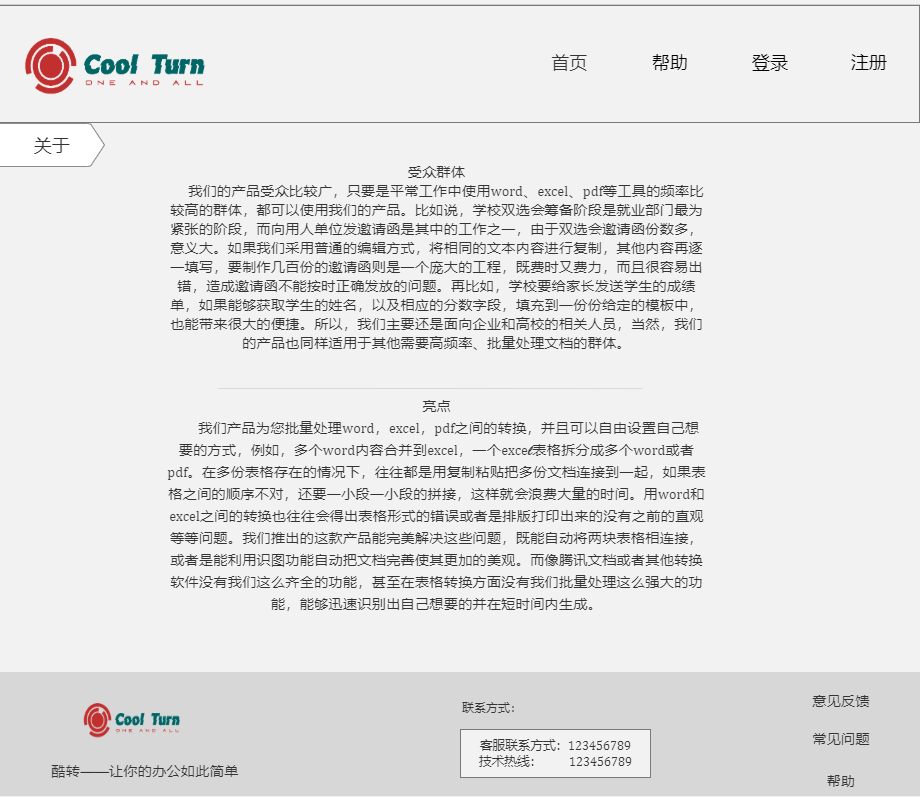 Cool Turn
ONE AND ALL
首页
帮助
登录
注册
关于
受众群体
我们的产品受众比较广，只要是平常工作中使用word、excel、pdf等工具的频率比
较高的群体，都可以使用我们的产品。比如说，学校双选会筹备阶段是就业部门最为
紧张的阶段，而向用人单位发邀请函是其中的工作之一，由于双选会邀请函份数多，
意义大。如果我们采用普通的编辑方式，将相同的文本内容进行复制，其他内容再逐
一填写，要制作几百份的邀请函则是一个庞大的工程，既费时又费力，而且很容易出
错，造成邀请函不能按时正确发放的问题。再比如，学校要给家长发送学生的成绩
单，如果能够获取学生的姓名，以及相应的分数字段，填充到一份份给定的模板中，
也能带来很大的便捷。所以，我们主要还是面向企业和高校的相关人员，当然，我们
的产品也同样适用于其他需要高频率、批量处理文档的群体。
亮点
我们产品为您批量处理word，excel，pdf之间的转换，并且可以自由设置自己想
要的方式，例如，多个word内容合并到excel，一个excel表格拆分成多个word或者
pdf。在多份表格存在的情况下，往往都是用复制粘贴把多份文档连接到一起，如果表
格之间的顺序不对，还要一小段一小段的拼接，这样就会浪费大量的时间。用word和
excel之间的转换也往往会得出表格形式的错误或者是排版打印出来的没有之前的直观
等等问题。我们推出的这款产品能完美解决这些问题，既能自动将两块表格相连接，
或者是能利用识图功能自动把文档完善使其更加的美观。而像腾讯文档或者其他转换
软件没有我们这么齐全的功能，甚至在表格转换方面没有我们批量处理这么强大的功
能，能够迅速识别出自己想要的并在短时间内生成。
Cool Turn
ONE AND ALL
酷转——让你的办公如此简单
联系方式：
客服联系方式：123456789
技术热线： 123456789
意见反馈
常见问题
帮助